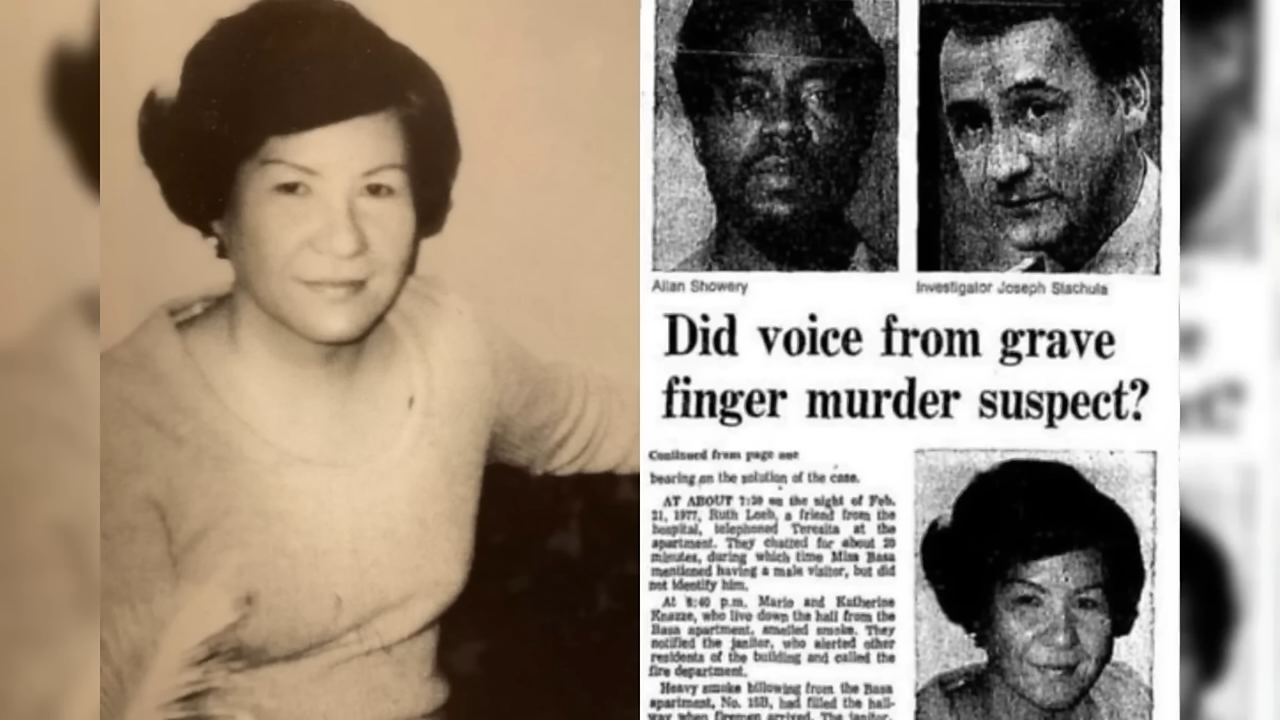 Allan Showery
Investigator Joseph Slachula
Did voice from grave
finger murder suspect?
Continued from page one
bearing on the solution of the case.
AT ABOUT 7:30 on the night of Feb.
21, 1977, Ruth Loeb, a friend from the
hospital, telephoned Teresita at the
apartment. They chatted for about 20
minutes, during which time Miss Basa
mentioned having a male visitor, but did
not identify him.
At 8:40 p.m. Mario and Katherine
Knazze, who live down the hall from the
Basa apartment, smelled smoke. They
notified the janitor, who alerted other
residents of the building and called the
fire department.
Heavy smoke billowing from the Basa
apartment, No. 15B, had filled the hall-
way when firemen arrived. The janitor,